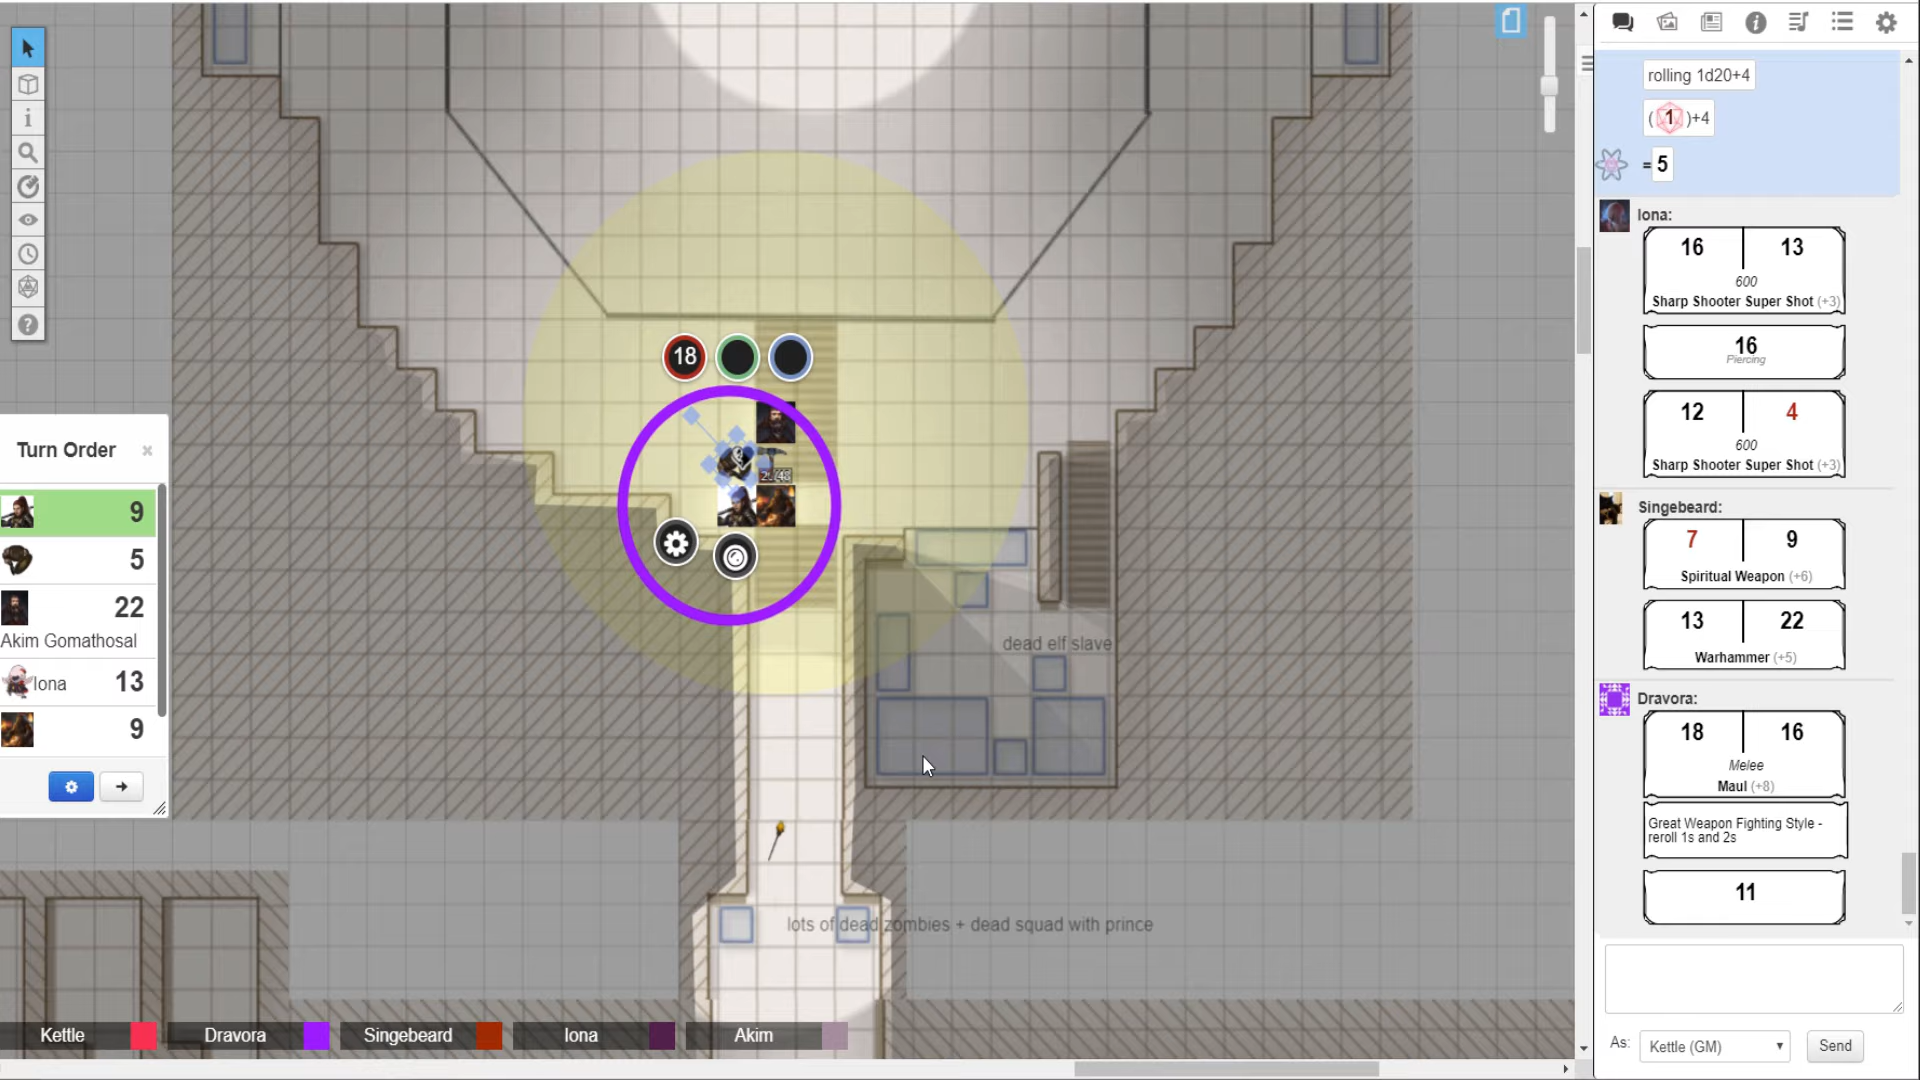 18
2
/43
Turn Order
×
9
5
22
Akim Gomathosal
Iona
13
9
dead elf slave
lots of dead zombies + dead squad with prince
Kettle
Dravora
Singebeard
Iona
Akim
rolling 1d20+4
(1)+4
=5
Iona:
16
13
600
Sharp Shooter Super Shot (+3)
16
Piercing
12
4
600
Sharp Shooter Super Shot (+3)
Singebeard:
7
9
Spiritual Weapon (+6)
13
22
Warhammer (+5)
Dravora:
18
16
Melee
Maul (+8)
Great Weapon Fighting Style -
reroll 1s and 2s
11
As:
Kettle (GM)
Send